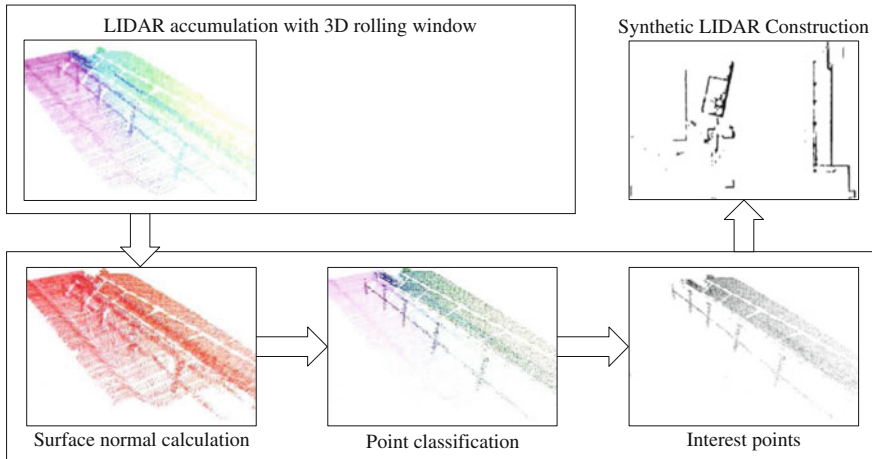 LIDAR accumulation with 3D rolling window
Synthetic LIDAR Construction
Surface normal calculation
Point classification
Interest points